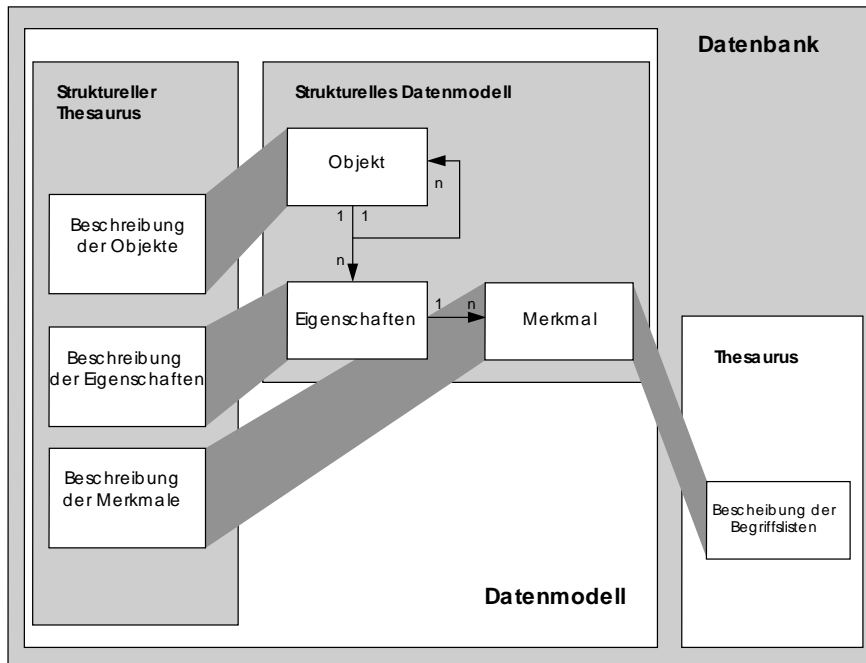 Datenbank
Struktureller
Thesaurus
Strukturelles Datenmodell
Objekt
n
1 1
n
Beschreibung
der Objekte
Eigenschaften
1 n
Merkmal
Beschreibung
der Eigenschaften
Thesaurus
Beschreibung
der Merkmale
Bescheibung der
Begriffslisten
Datenmodell